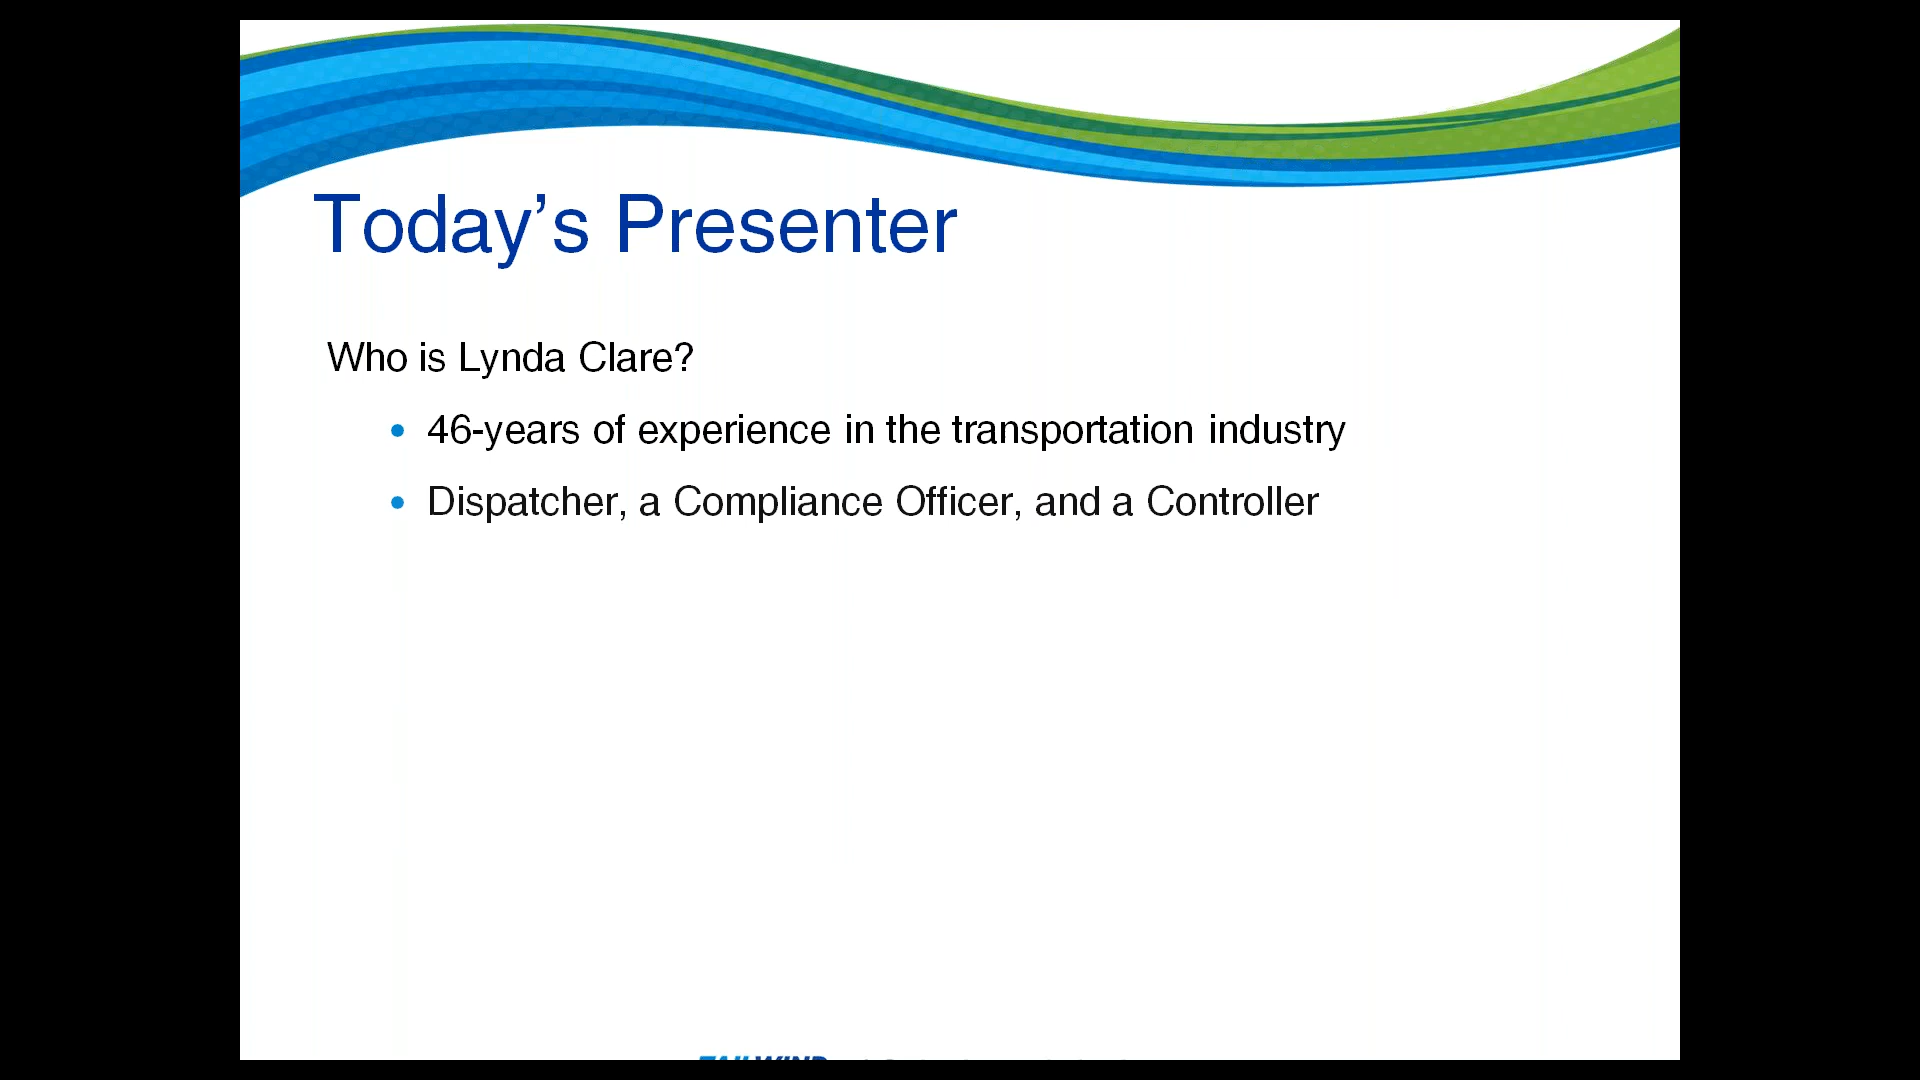 Today’s Presenter
Who is Lynda Clare?
• 46-years of experience in the transportation industry
• Dispatcher, a Compliance Officer, and a Controller